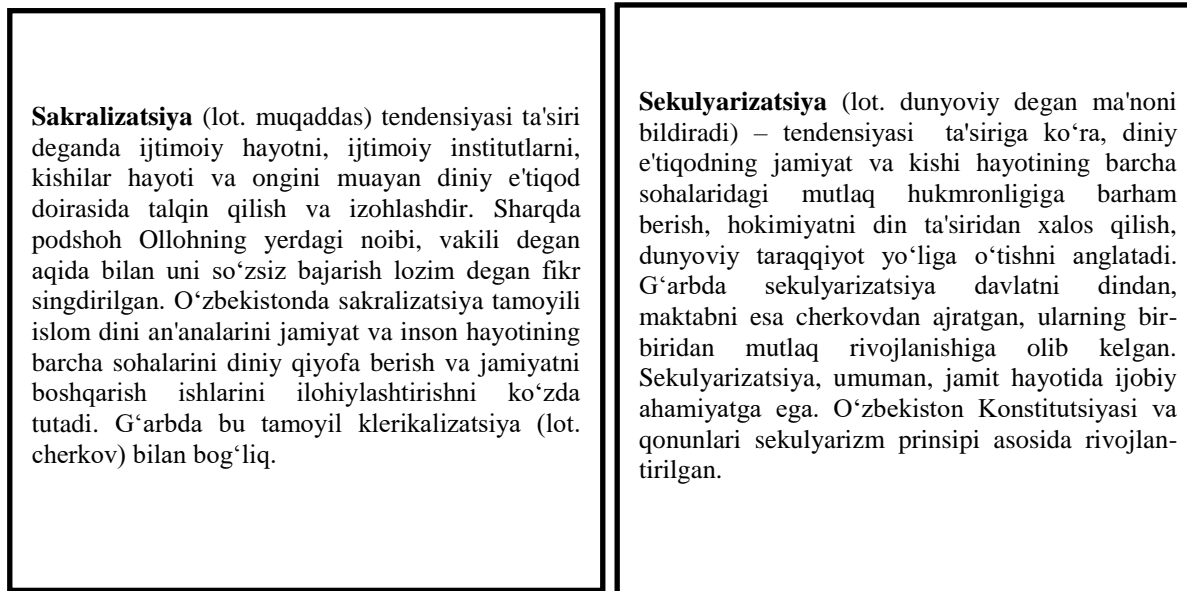 Sakralizatsiya (lot. muqaddas) tendensiyasi ta'siri
deganda ijtimoiy hayotni, ijtimoiy institutlarni,
kishilar hayoti va ongini muayan diniy e'tiqod
doirasida talqin qilish va izohlashdir. Sharqda
podshoh Ollohning yerdagi noibi, vakili degan
aqida bilan uni so‘zsiz bajarish lozim degan fikr
singdirilgan. O‘zbekistonda sakralizatsiya tamoyili
islom dini an'analarini jamiyat va inson hayotining
barcha sohalarini diniy qiyofa berish va jamiyatni
boshqarish ishlarini ilohiylashtirishni ko‘zda
tutadi. G‘arbda bu tamoyil klerikalizatsiya (lot.
cherkov) bilan bog‘liq.
Sekulyarizatsiya (lot. dunyoviy degan ma'noni
bildiradi) – tendensiyasi ta'siriga ko‘ra, diniy
e'tiqodning jamiyat va kishi hayotining barcha
sohalaridagi mutlaq hukmronligiga barham
berish, hokimiyatni din ta'siridan xalos qilish,
dunyoviy taraqqiyot yo‘liga o‘tishni anglatadi.
G‘arbda sekulyarizatsiya davlatni dindan,
maktabni esa cherkovdan ajratgan, ularning bir-
biridan mutlaq rivojlanishiga olib kelgan.
Sekulyarizatsiya, umuman, jamit hayotida ijobiy
ahamiyatga ega. O‘zbekiston Konstitutsiyasi va
qonunlari sekulyarizm prinsipi asosida rivojlan-
tirilgan.